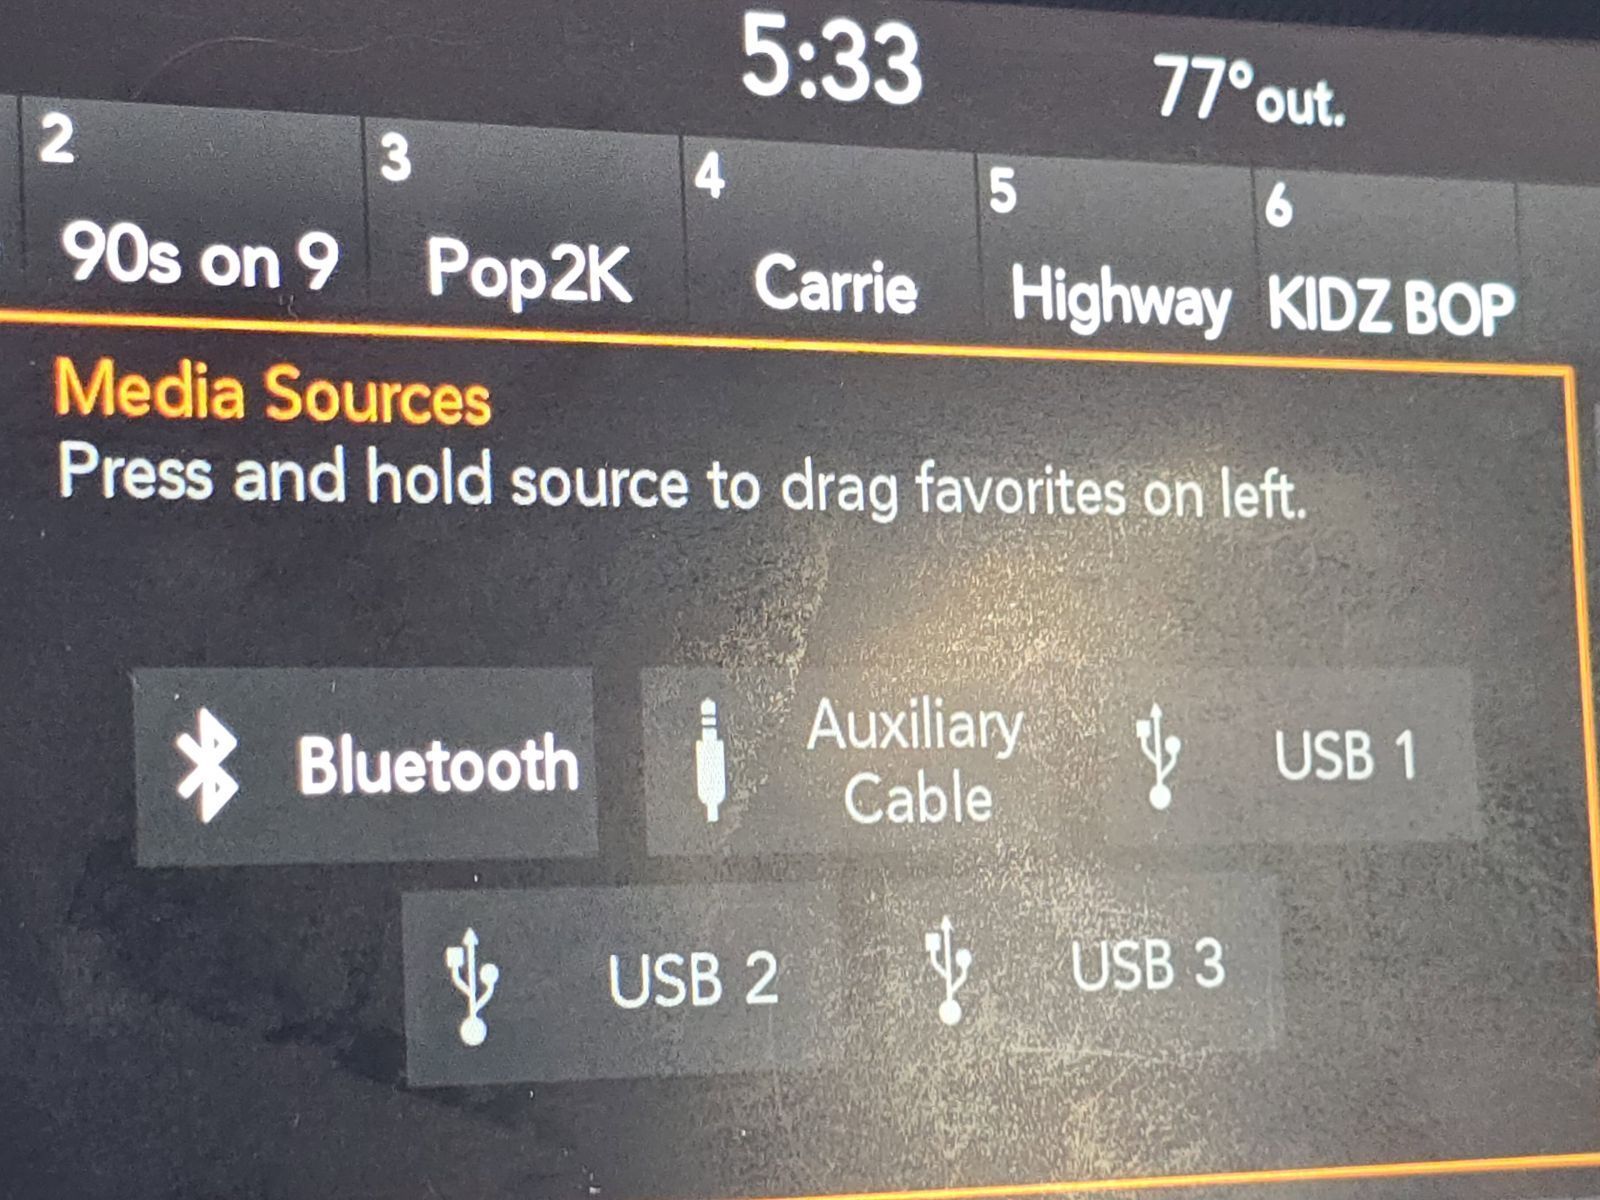 5:33
77°out.
2
3
4
5
6
90s on 9
Pop2K
Carrie
Highway
KIDZ BOP
Media Sources
Press and hold source to drag favorites on left.
Bluetooth
Auxiliary
Cable
USB 1
USB 2
USB 3